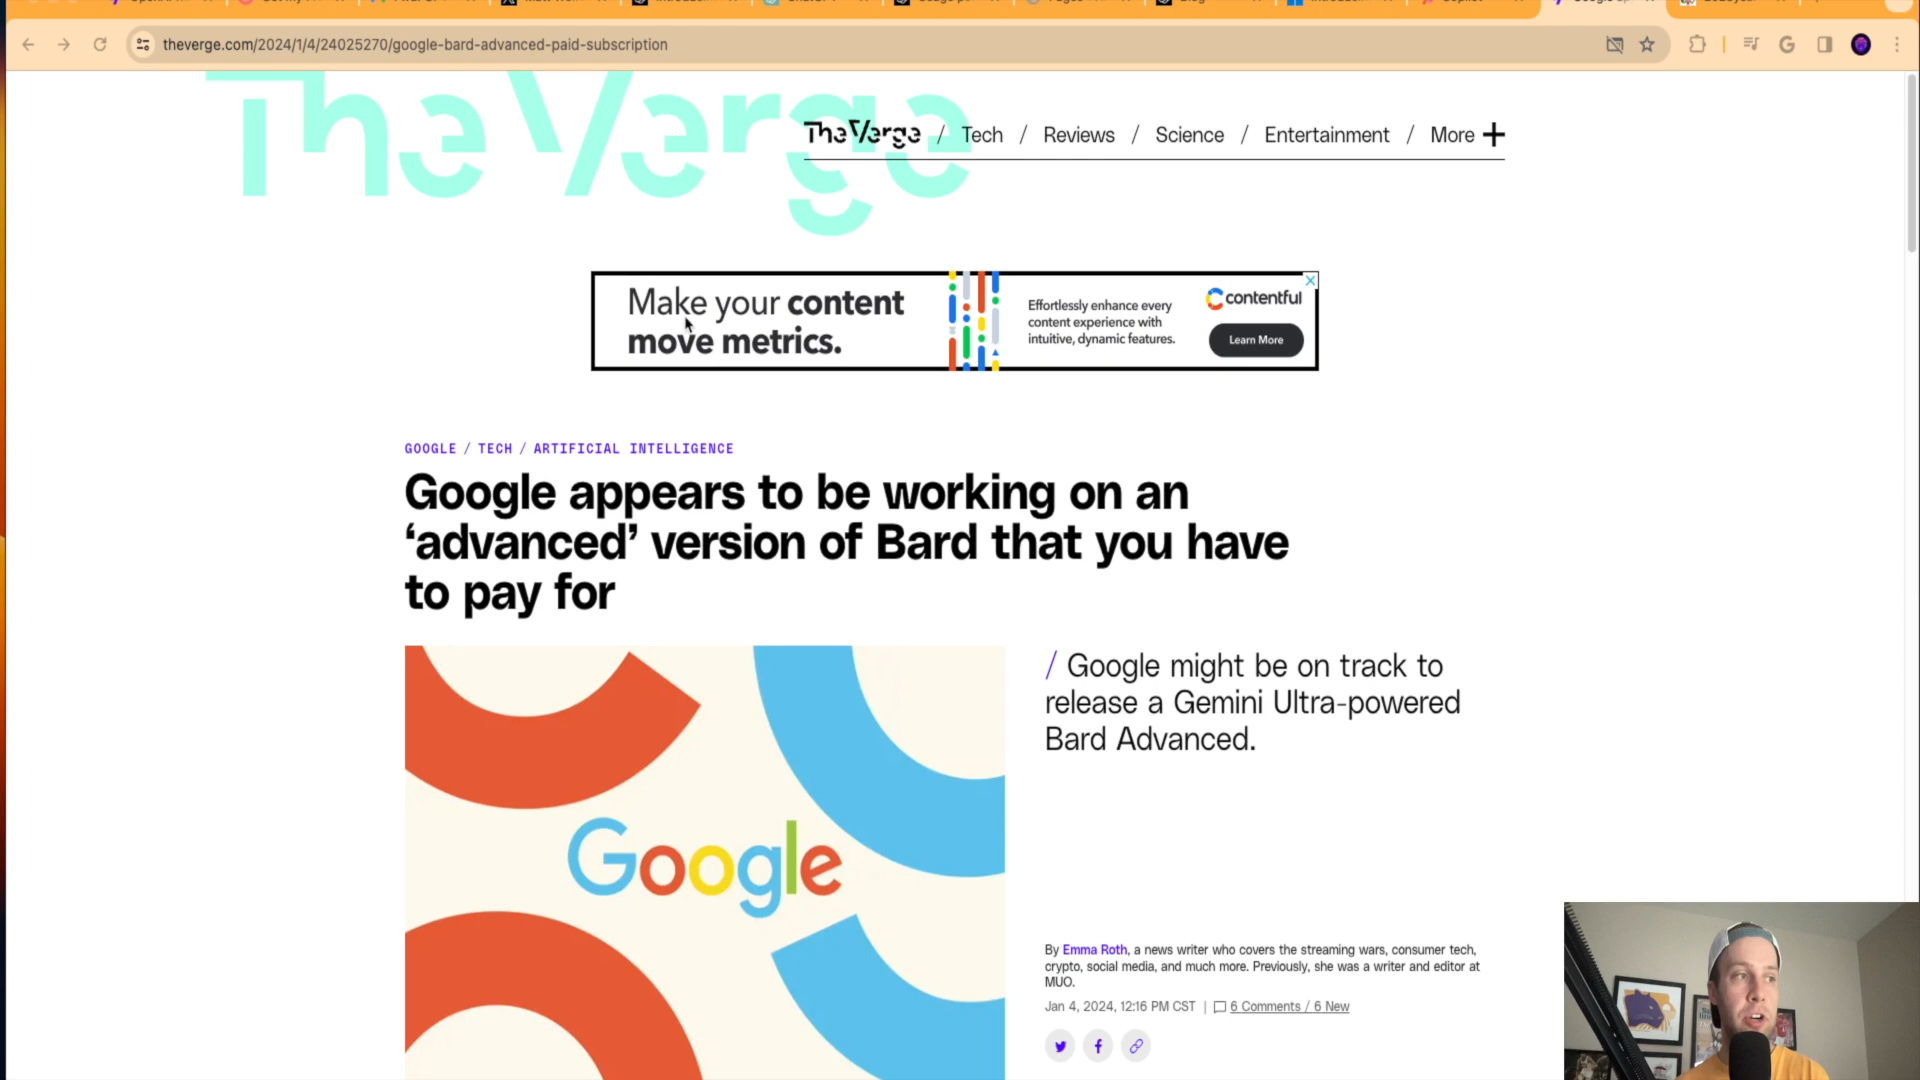 theverge.com/2024/1/4/24025270/google-bard-advanced-paid-subscription
The Verge
The Verge / Tech / Reviews / Science / Entertainment / More
Make your content
move metrics.
Effortlessly enhance every
content experience with
intuitive, dynamic features.
contentful
Learn More
GOOGLE / TECH / ARTIFICIAL INTELLIGENCE
Google appears to be working on an
‘advanced’ version of Bard that you have
to pay for
Google
/ Google might be on track to
release a Gemini Ultra-powered
Bard Advanced.
By Emma Roth, a news writer who covers the streaming wars, consumer tech,
crypto, social media, and much more. Previously, she was a writer and editor at
MUO.
Jan 4, 2024, 12:16 PM CST | 6 Comments / 6 New